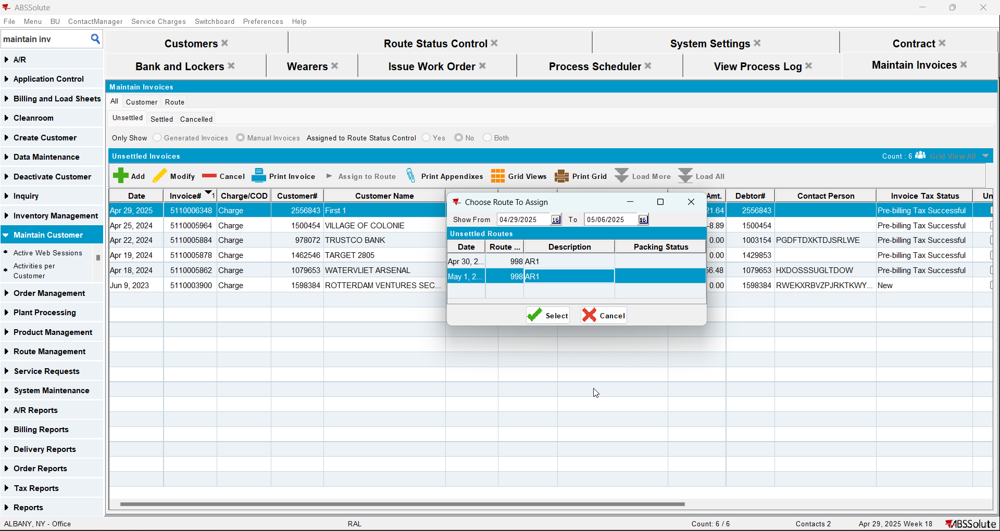 ABSSolute
File Menu BU ContactManager Service Charges Switchboard Preferences Help
maintain inv
Customers Route Status Control System Settings Contract
Bank and Lockers Wearers Issue Work Order Process Scheduler View Process Log Maintain Invoices
A/R
Application Control
Billing and Load Sheets
Cleanroom
Create Customer
Data Maintenance
Deactivate Customer
Inquiry
Inventory Management
Maintain Customer
Active Web Sessions
Activities per
Customer
Order Management
Plant Processing
Product Management
Route Management
Service Requests
System Maintenance
A/R Reports
Billing Reports
Delivery Reports
Order Reports
Tax Reports
Reports
Maintain Invoices
All Customer Route
Unsettled Settled Cancelled
Only Show Generated Invoices Manual Invoices Assigned to Route Status Control Yes No Both
Unsettled Invoices Count : 6 Grid View All
Add Modify Cancel Print Invoice Assign to Route Print Appendixes Grid Views Print Grid Load More Load All
Date Invoice# 1 Charge/COD Customer# Customer Name Amt. Debtor# Contact Person Invoice Tax Status Un
Apr 29, 2025 5110006348 Charge 2556843 First 1 21.64 2556843 Pre-billing Tax Successful
Apr 25, 2024 5110005964 Charge 1500454 VILLAGE OF COLONIE -8.89 1500454 Pre-billing Tax Successful
Apr 22, 2024 5110005884 Charge 978072 TRUSTCO BANK 0.00 1003154 PGDFTDXKTDJSRLWE Pre-billing Tax Successful
Apr 19, 2024 5110005878 Charge 1462546 TARGET 2805 0.00 1429853 Pre-billing Tax Successful
Apr 18, 2024 5110005862 Charge 1079653 WATERVLIET ARSENAL 56.48 1079653 HXDOSSSUGLTDOW Pre-billing Tax Successful
Jun 9, 2023 5110003900 Charge 1598384 ROTTERDAM VENTURES SEC... 0.00 1598384 RWEKXRBVZPJRKTKWY... New
Choose Route To Assign
Show From 04/29/2025 16 To 05/06/2025 16
Unsettled Routes
Date Route ... Description Packing Status
Apr 30, 2... 998 AR1
May 1, 2... 998 AR1
Select Cancel
ALBANY, NY - Office RAL Count: 6 / 6 Contacts 2 Apr 29, 2025 Week 18 ABSSolute